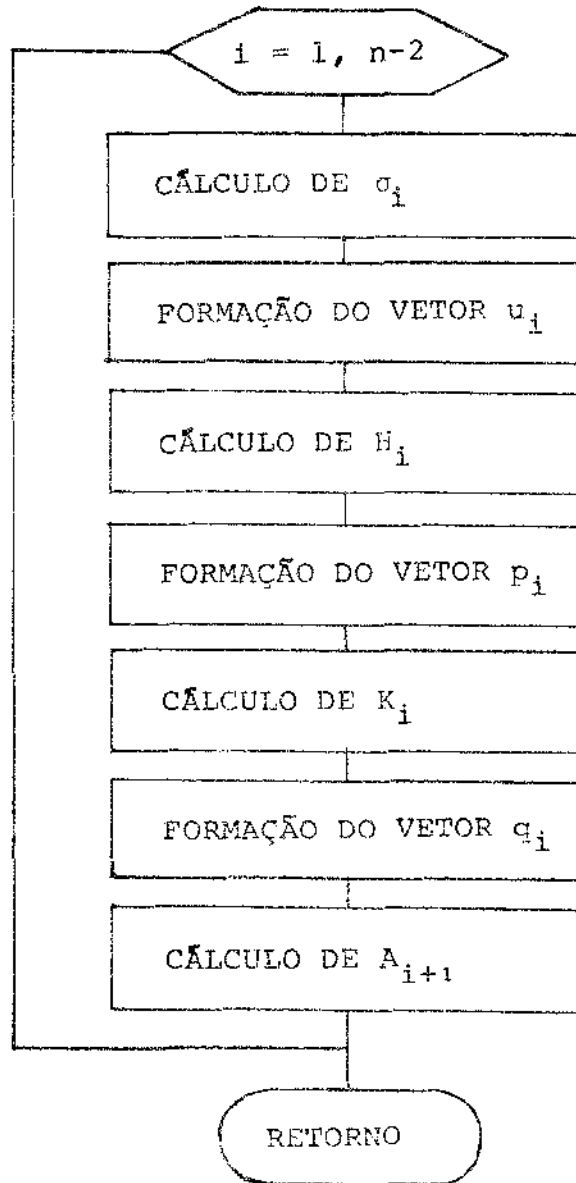 i = 1, n-2
CÁLCULO DE σi
FORMAÇÃO DO VETOR ui
CÁLCULO DE Hi
FORMAÇÃO DO VETOR pi
CÁLCULO DE Ki
FORMAÇÃO DO VETOR qi
CÁLCULO DE Ai+1
RETORNO